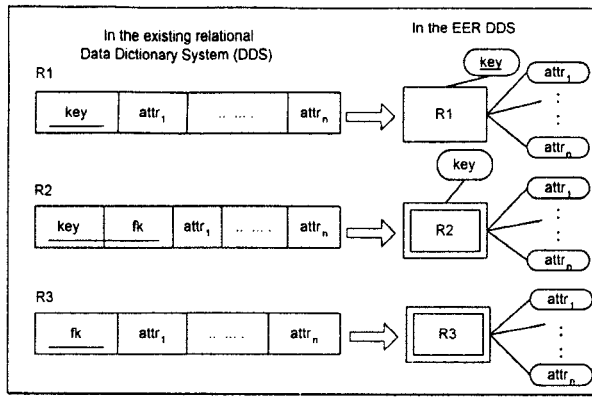 In the existing relational
Data Dictionary System (DDS)
In the EER DDS
R1
key
attr1
.. ... .
attrn
R1
key
attr1
attrn
R2
key
fk
attr1
.. ... .
attrn
R2
key
attr1
attrn
R3
fk
attr1
.. ... .
attrn
R3
attr1
attrn